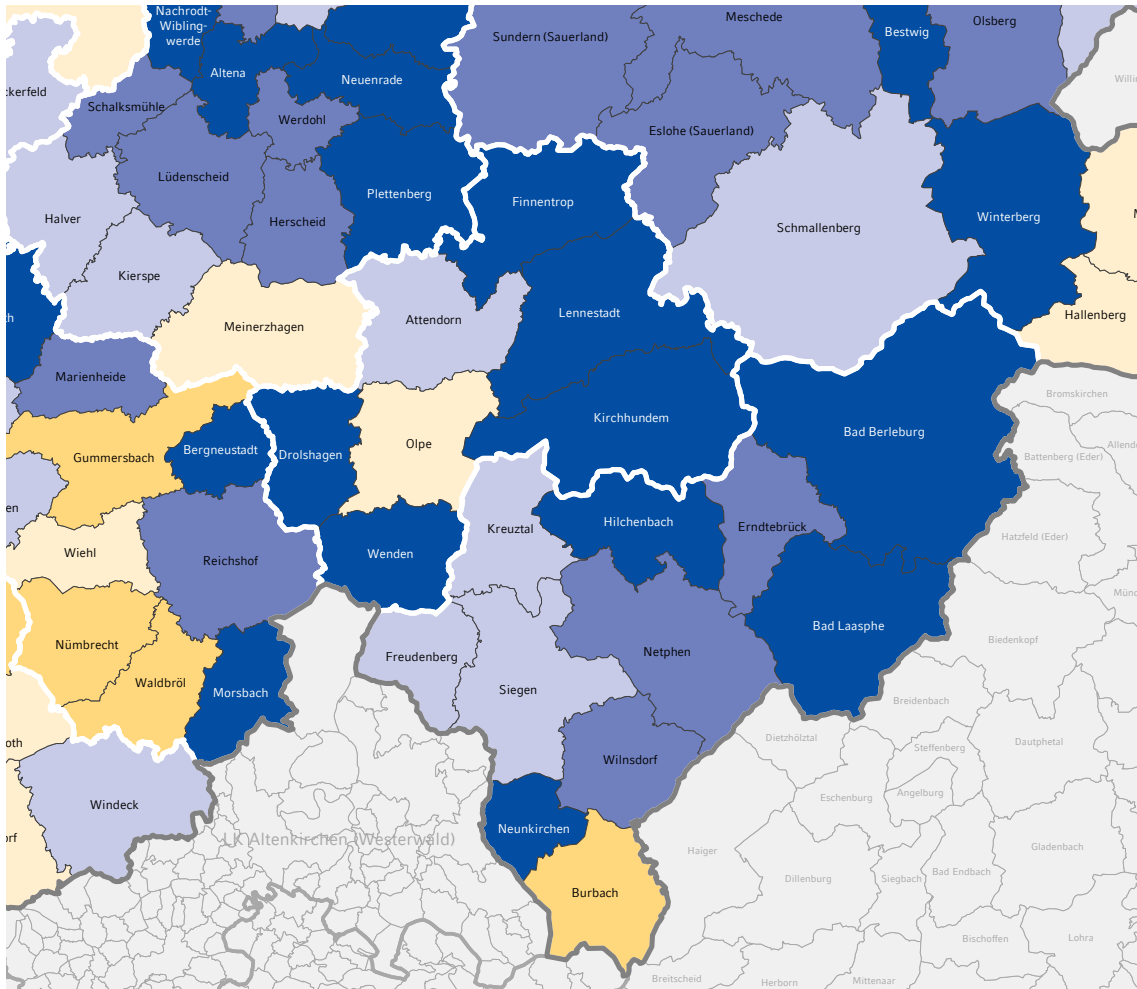 Nachrodt-
Wibling-
werde
Sundern (Sauerland)
Meschede
Bestwig
Olsberg
Altena
Neuenrade
ckerfeld
Schalksmühle
Werdohl
Eslohe (Sauerland)
Lüdenscheid
Plettenberg
Finnentrop
Halver
Herscheid
Schmallenberg
Winterberg
Kierspe
Meinerzhagen
Attendorn
Lennestadt
Hallenberg
Marienheide
Bromskirchen
Kirchhundem
Bad Berleburg
Olpe
Gummersbach
Bergneustadt
Drolshagen
Battenberg (Eder)
en
Kreuztal
Hilchenbach
Erndtebrück
Hatzfeld (Eder)
Wiehl
Reichshof
Wenden
Bad Laasphe
Biedenkopf
Nümbrecht
Netphen
Freudenberg
Waldbröl
Morsbach
Siegen
Breidenbach
Dietzhölztal
Steffenberg
Dautphetal
oth
Wilnsdorf
Angelburg
Eschenburg
Windeck
Neunkirchen
LK Altenkirchen (Westerwald)
orf
Haiger
Gladenbach
Dillenburg
Siegbach
Bad Endbach
Burbach
Bischoffen
Lohra
Breitscheid
Herborn
Mittenaar